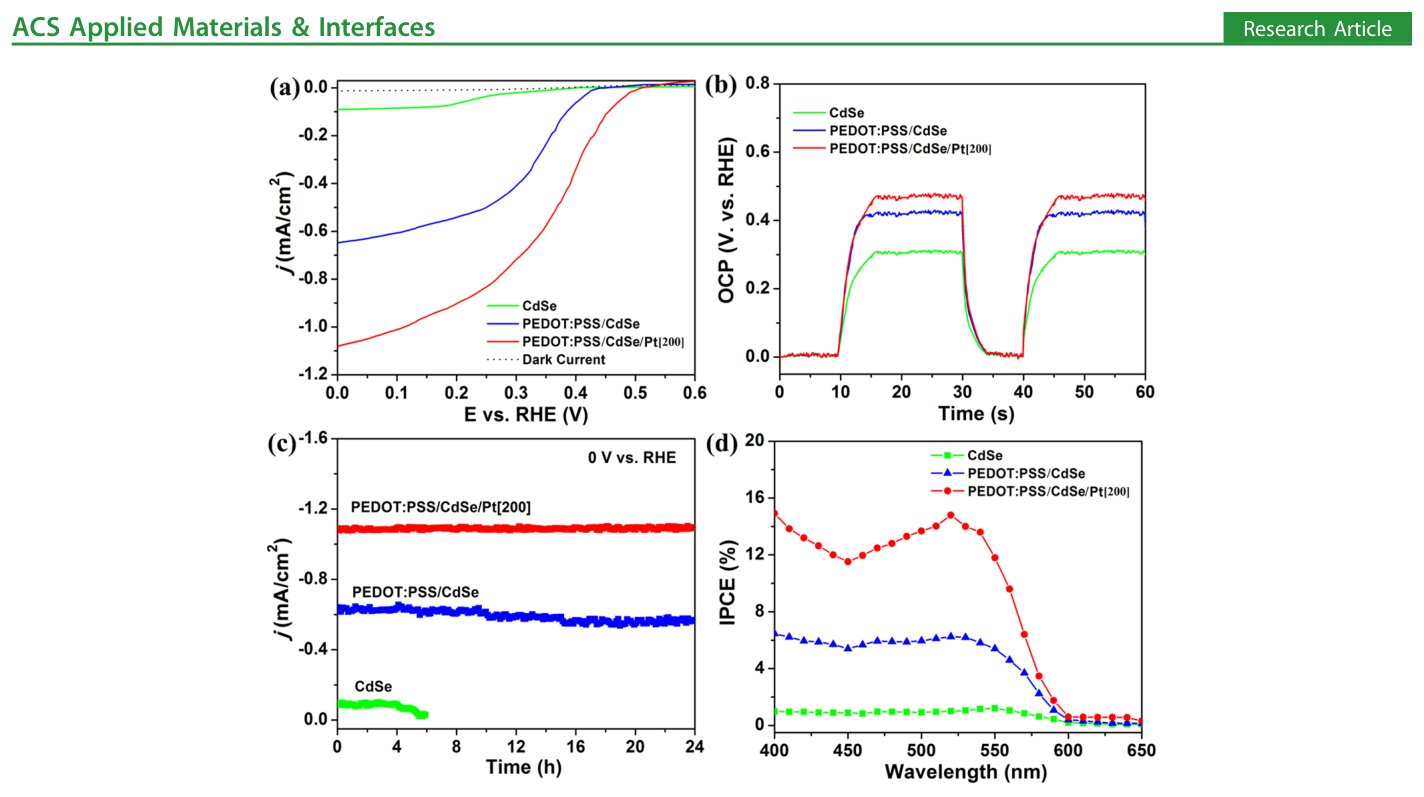 ACS Applied Materials & Interfaces
Research Article
(a)
0.0
-0.2
-0.4
-0.6
-0.8
-1.0
-1.2
j (mA/cm²)
CdSe
PEDOT:PSS/CdSe
PEDOT:PSS/CdSe/Pt[200]
Dark Current
0.0 0.1 0.2 0.3 0.4 0.5 0.6
E vs. RHE (V)
(b)
0.8
0.6
0.4
0.2
0.0
OCP (V. vs. RHE)
CdSe
PEDOT:PSS/CdSe
PEDOT:PSS/CdSe/Pt[200]
0 10 20 30 40 50 60
Time (s)
(c)
-1.6
-1.2
-0.8
-0.4
0.0
j (mA/cm²)
0 V vs. RHE
PEDOT:PSS/CdSe/Pt[200]
PEDOT:PSS/CdSe
CdSe
0 4 8 12 16 20 24
Time (h)
(d)
20
16
12
8
4
0
IPCE (%)
CdSe
PEDOT:PSS/CdSe
PEDOT:PSS/CdSe/Pt[200]
400 450 500 550 600 650
Wavelength (nm)